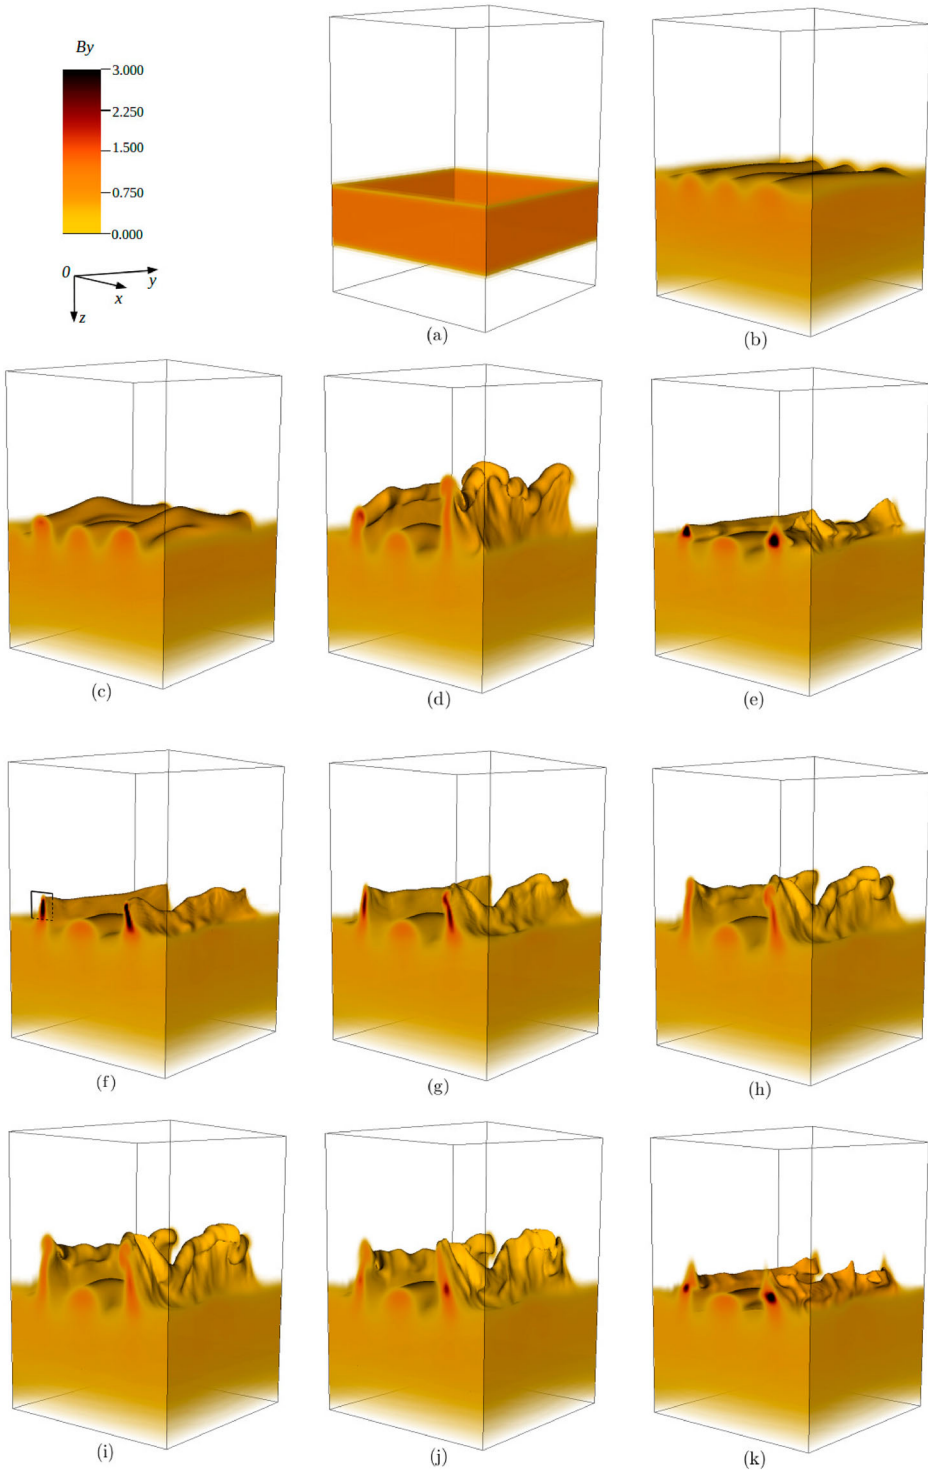 By
3.000
2.250
1.500
0.750
0.000
0
y
x
z
(a)
(b)
(c)
(d)
(e)
(f)
(g)
(h)
(i)
(j)
(k)